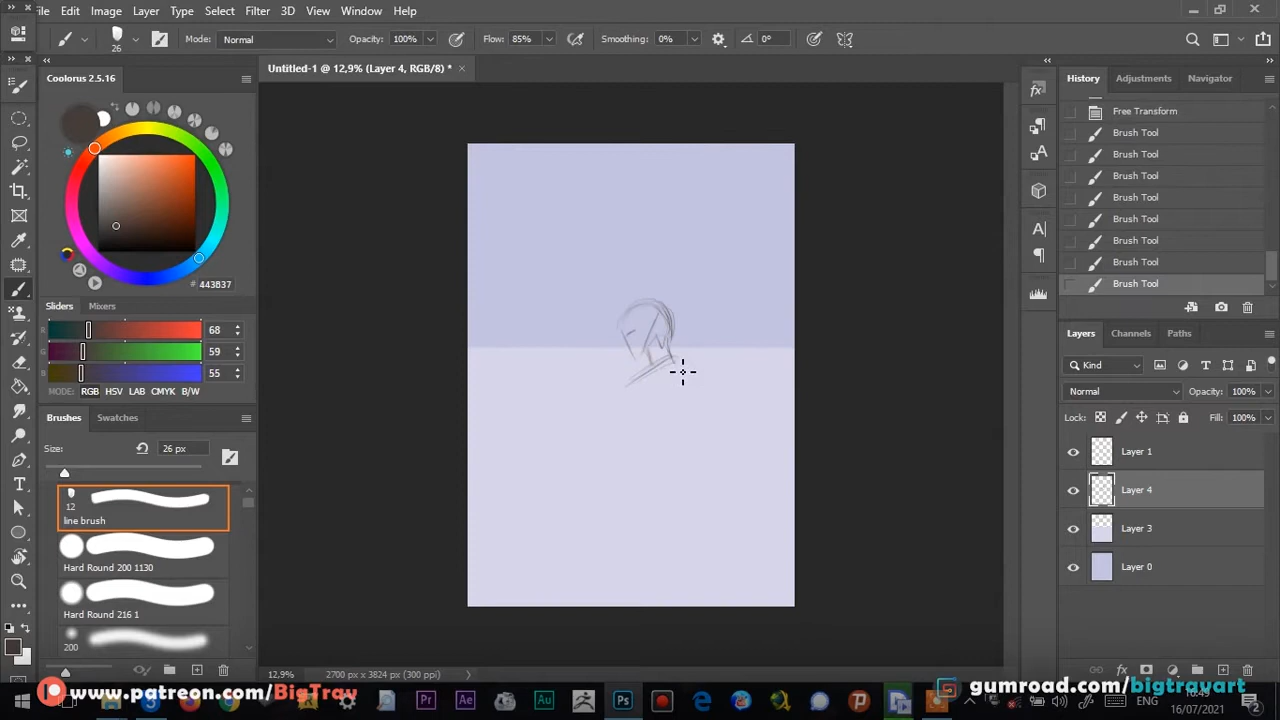 File Edit Image Layer Type Select Filter 3D View Window Help
26 Mode: Normal Opacity: 100% Flow: 85% Smoothing: 0% 0°
Untitled-1 @ 12,9% (Layer 4, RGB/8) *
Coolorus 2.5.16
# 443837
Sliders Mixers
R 68
G 59
B 55
MODE: RGB HSV LAB CMYK B/W
Brushes Swatches
Size: 26 px
12
line brush
Hard Round 200 1130
Hard Round 216 1
200
History Adjustments Navigator
Free Transform
Brush Tool
Brush Tool
Brush Tool
Brush Tool
Brush Tool
Brush Tool
Brush Tool
Brush Tool
Layers Channels Paths
Kind
Normal Opacity: 100%
Lock: Fill: 100%
Layer 1
Layer 4
Layer 3
Layer 0
12,9% 2700 px x 3824 px (300 ppi)
www.patreon.com/BigTrav
gumroad.com/bigtravart
ENG
16/07/2021
2